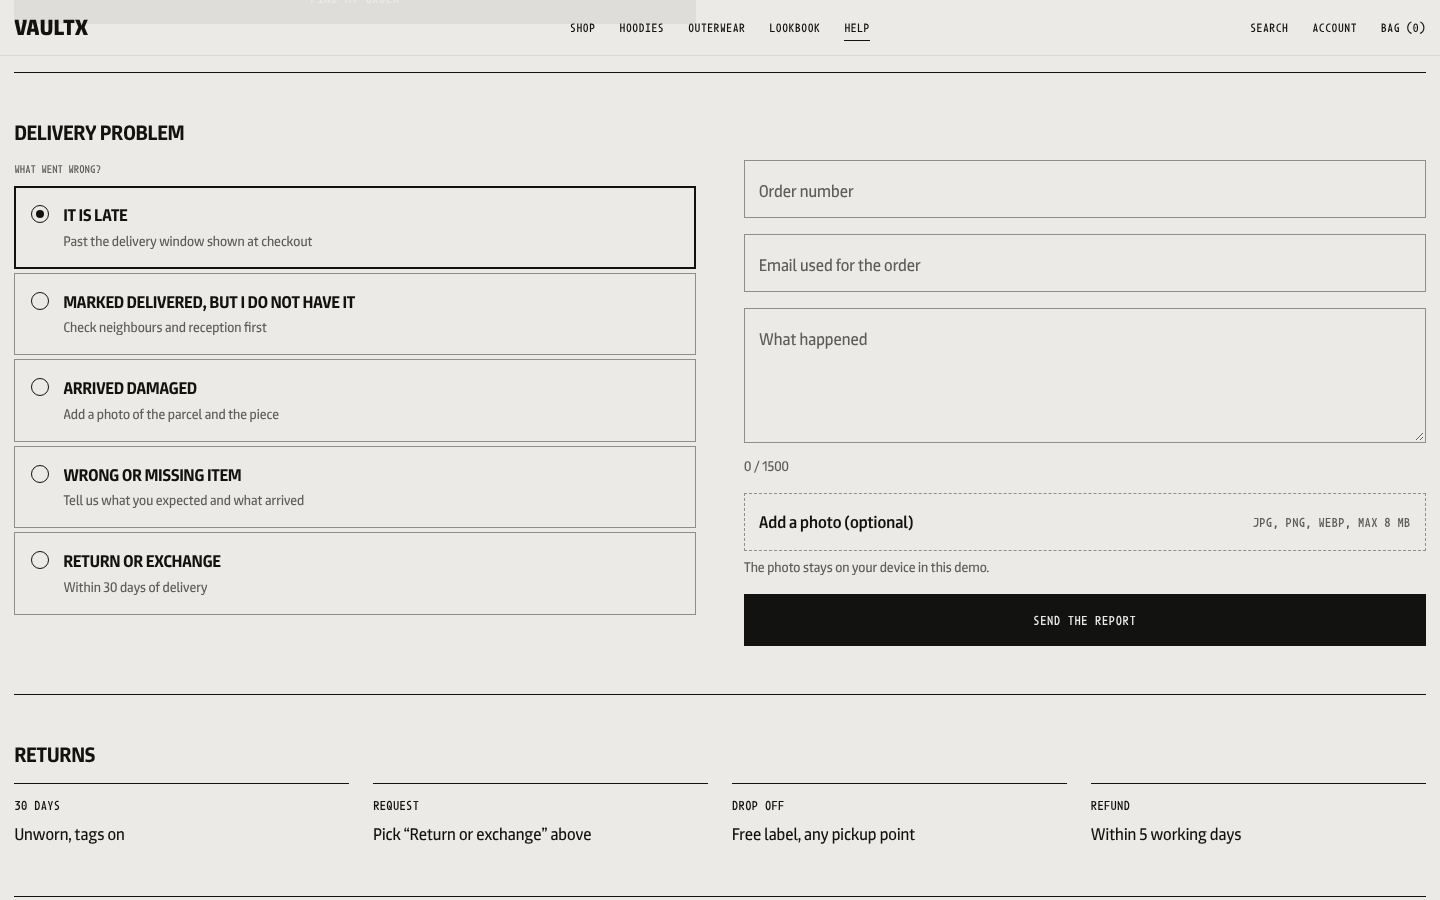 VAULTX
SHOP HOODIES OUTERWEAR LOOKBOOK HELP
SEARCH ACCOUNT BAG (0)
DELIVERY PROBLEM
WHAT WENT WRONG?
IT IS LATE
Past the delivery window shown at checkout
MARKED DELIVERED, BUT I DO NOT HAVE IT
Check neighbours and reception first
ARRIVED DAMAGED
Add a photo of the parcel and the piece
WRONG OR MISSING ITEM
Tell us what you expected and what arrived
RETURN OR EXCHANGE
Within 30 days of delivery
Order number
Email used for the order
What happened
0 / 1500
Add a photo (optional)
JPG, PNG, WEBP, MAX 8 MB
The photo stays on your device in this demo.
SEND THE REPORT
RETURNS
30 DAYS
Unworn, tags on
REQUEST
Pick “Return or exchange” above
DROP OFF
Free label, any pickup point
REFUND
Within 5 working days